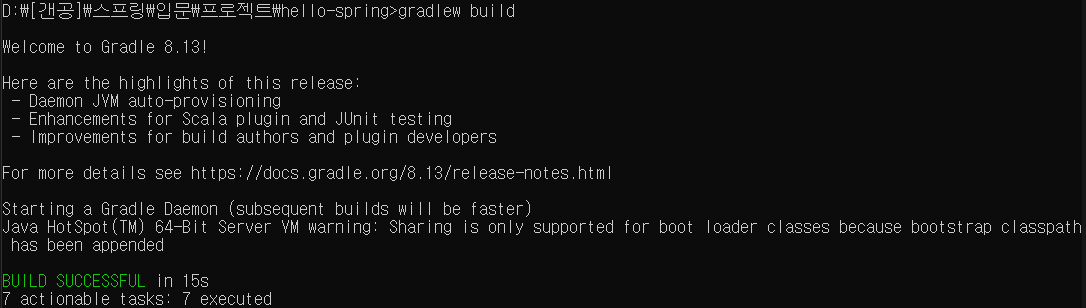 D:₩[갠공]₩스프링₩입문₩프로젝트₩hello-spring>gradlew build
Welcome to Gradle 8.13!
Here are the highlights of this release:
- Daemon JVM auto-provisioning
- Enhancements for Scala plugin and JUnit testing
- Improvements for build authors and plugin developers
For more details see https://docs.gradle.org/8.13/release-notes.html
Starting a Gradle Daemon (subsequent builds will be faster)
Java HotSpot(TM) 64-Bit Server VM warning: Sharing is only supported for boot loader classes because bootstrap classpath
has been appended
BUILD SUCCESSFUL in 15s
7 actionable tasks: 7 executed